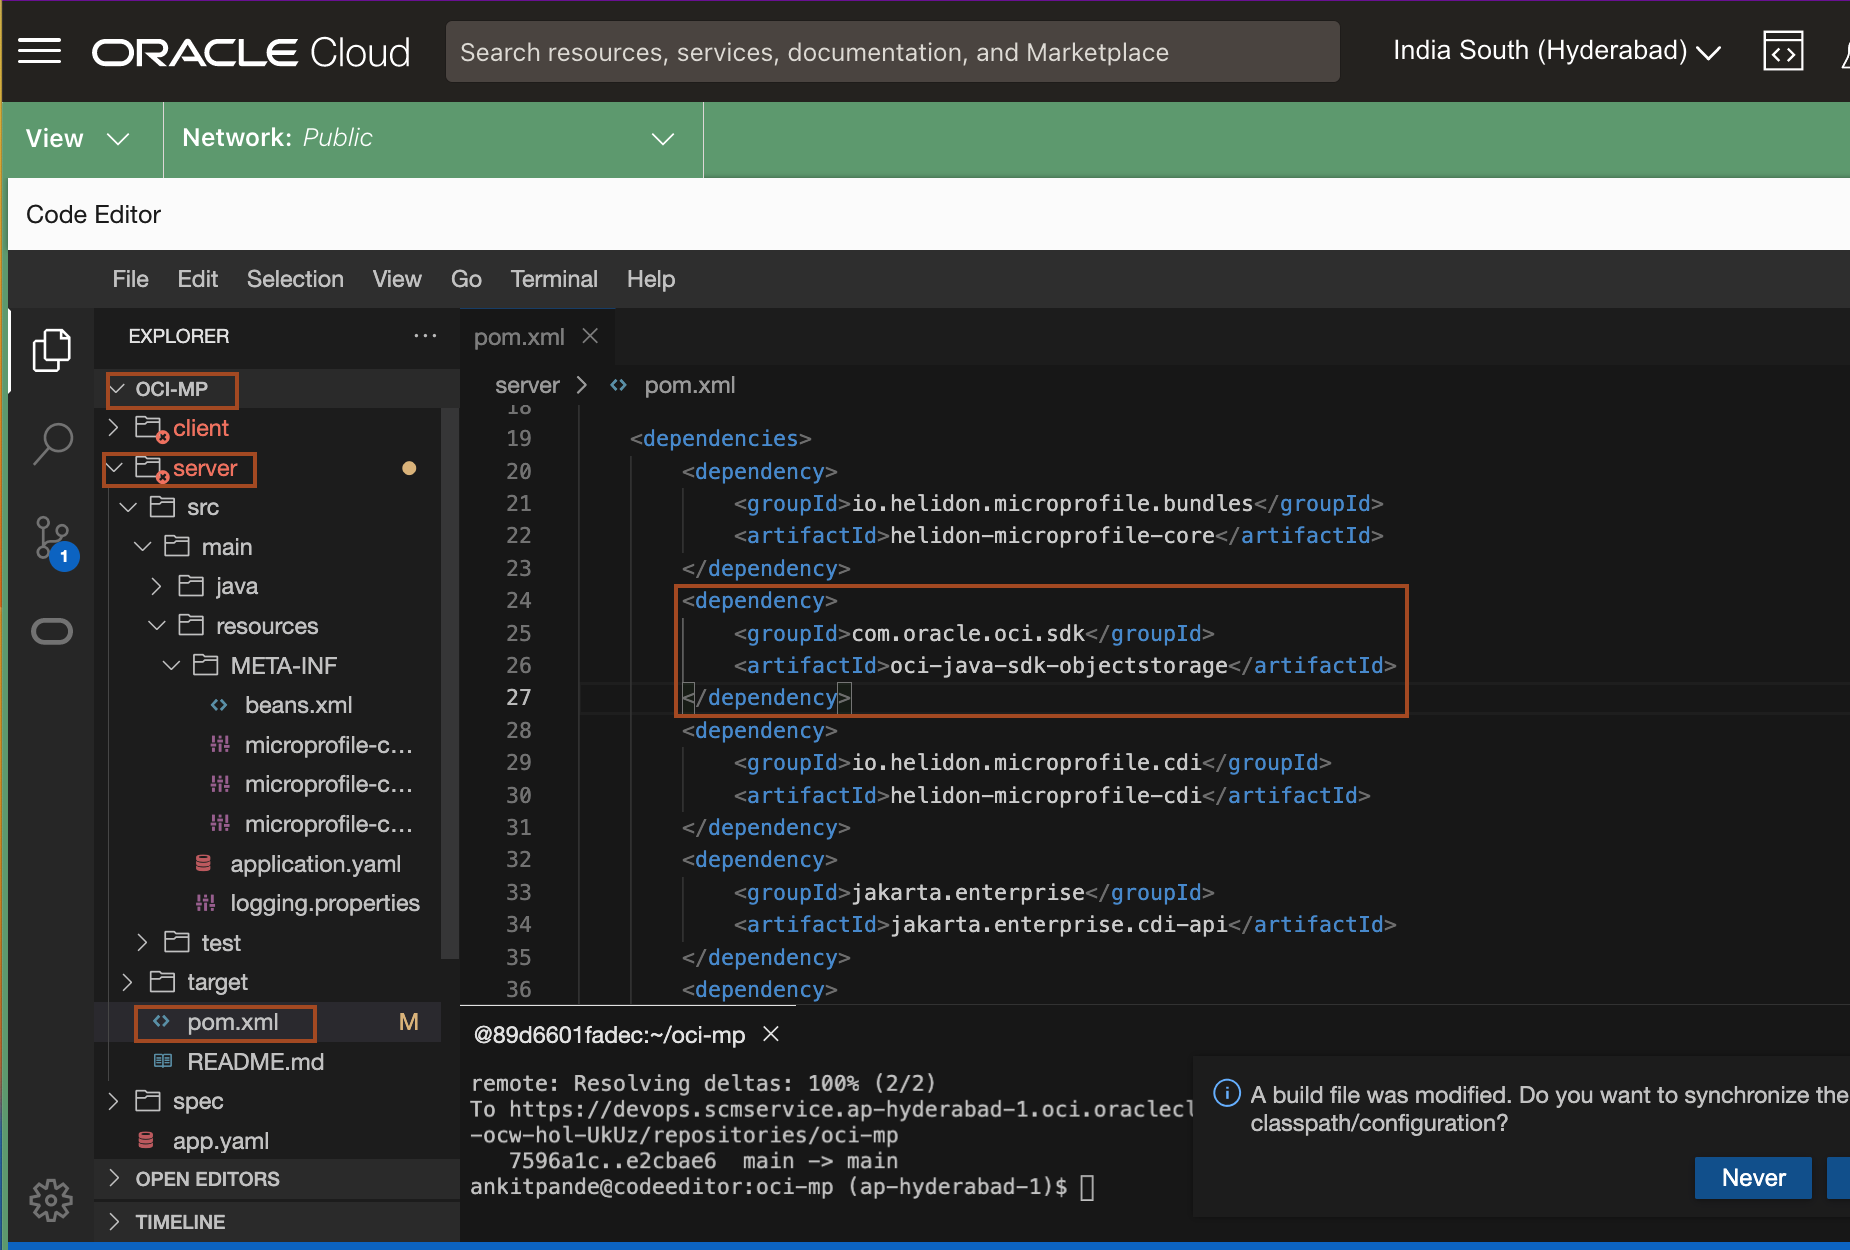 ORACLE Cloud
Search resources, services, documentation, and Marketplace
India South (Hyderabad)
View
Network: Public
Code Editor
File Edit Selection View Go Terminal Help
EXPLORER
OCI-MP
client
server
src
main
java
resources
META-INF
beans.xml
microprofile-c...
microprofile-c...
microprofile-c...
application.yaml
logging.properties
test
target
pom.xml M
README.md
spec
app.yaml
OPEN EDITORS
TIMELINE
1
pom.xml
server > pom.xml
18
19 <dependencies>
20 <dependency>
21 <groupId>io.helidon.microprofile.bundles</groupId>
22 <artifactId>helidon-microprofile-core</artifactId>
23 </dependency>
24 <dependency>
25 <groupId>com.oracle.oci.sdk</groupId>
26 <artifactId>oci-java-sdk-objectstorage</artifactId>
27 </dependency>
28 <dependency>
29 <groupId>io.helidon.microprofile.cdi</groupId>
30 <artifactId>helidon-microprofile-cdi</artifactId>
31 </dependency>
32 <dependency>
33 <groupId>jakarta.enterprise</groupId>
34 <artifactId>jakarta.enterprise.cdi-api</artifactId>
35 </dependency>
36 <dependency>
@89d6601fadec:~/oci-mp
remote: Resolving deltas: 100% (2/2)
To https://devops.scmservice.ap-hyderabad-1.oci.oraclecl
-ocw-hol-UkUz/repositories/oci-mp
7596a1c..e2cbae6 main -> main
ankitpande@codeeditor:oci-mp (ap-hyderabad-1)$
A build file was modified. Do you want to synchronize the
classpath/configuration?
Never